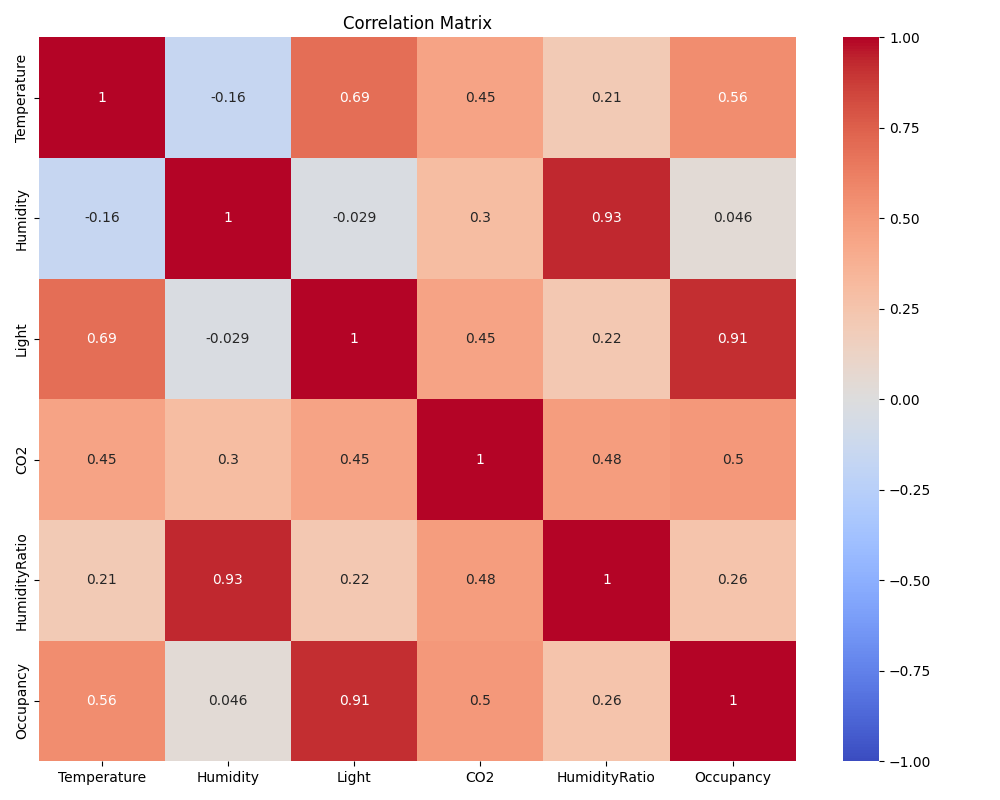 Correlation Matrix
Temperature 1 -0.16 0.69 0.45 0.21 0.56
Humidity -0.16 1 -0.029 0.3 0.93 0.046
Light 0.69 -0.029 1 0.45 0.22 0.91
CO2 0.45 0.3 0.45 1 0.48 0.5
HumidityRatio 0.21 0.93 0.22 0.48 1 0.26
Occupancy 0.56 0.046 0.91 0.5 0.26 1
Temperature Humidity Light CO2 HumidityRatio Occupancy
1.00
0.75
0.50
0.25
0.00
−0.25
−0.50
−0.75
−1.00